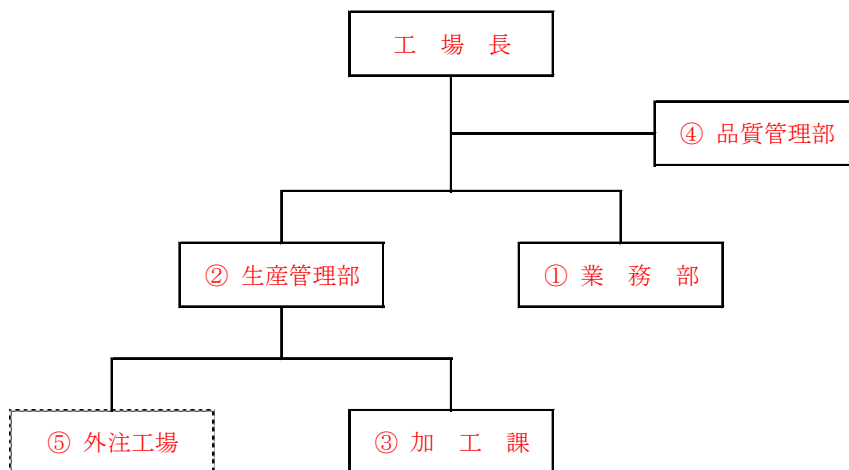 工　場　長
④ 品質管理部
② 生産管理部
① 業　務　部
⑤ 外注工場
③ 加　工　課